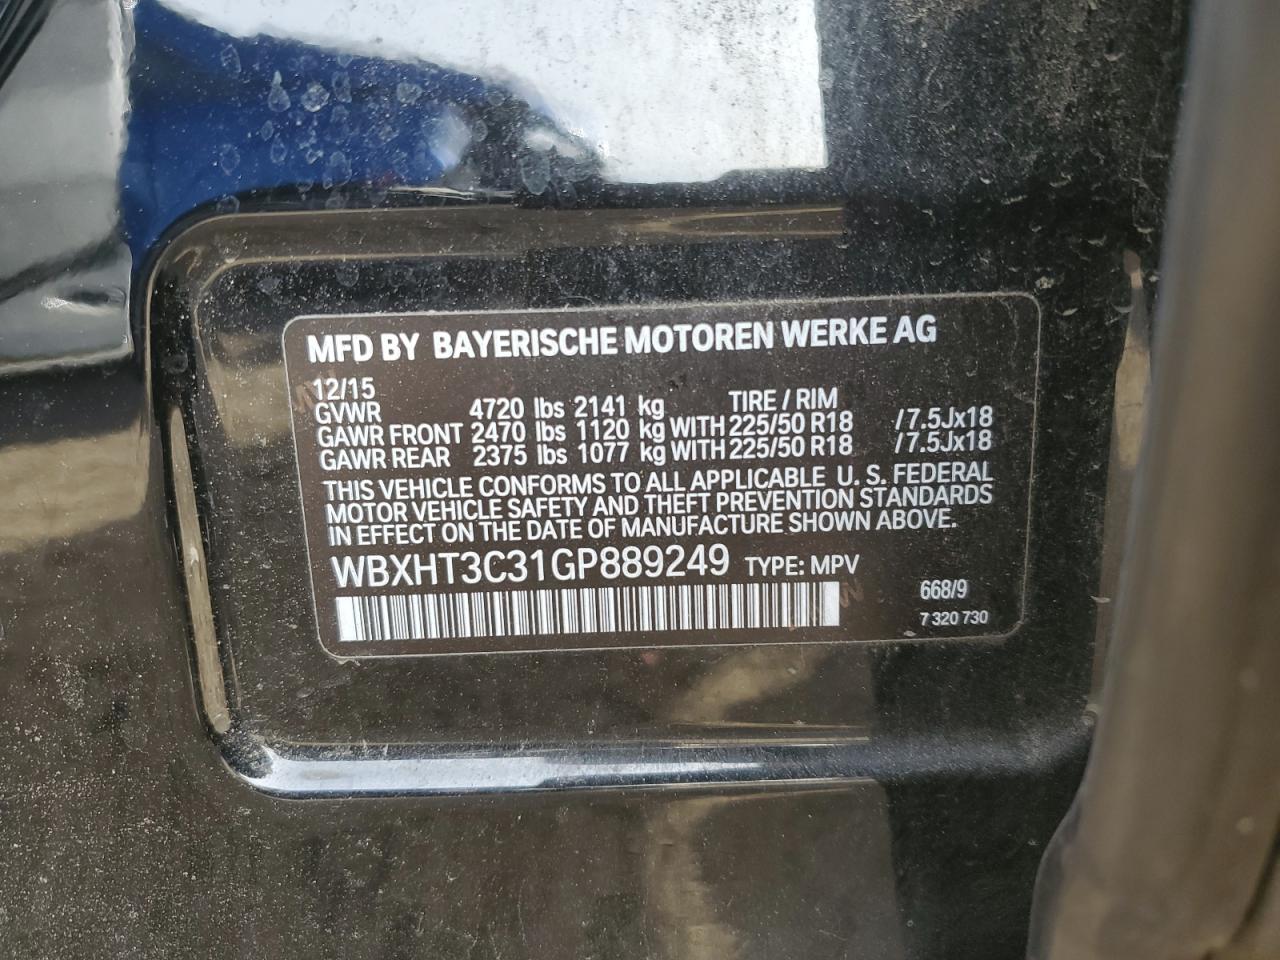 MFD BY BAYERISCHE MOTOREN WERKE AG
12/15 TIRE / RIM
GVWR 4720 lbs 2141 kg
GAWR FRONT 2470 lbs 1120 kg WITH 225/50 R18 /7.5Jx18
GAWR REAR 2375 lbs 1077 kg WITH 225/50 R18 /7.5Jx18
THIS VEHICLE CONFORMS TO ALL APPLICABLE U. S. FEDERAL
MOTOR VEHICLE SAFETY AND THEFT PREVENTION STANDARDS
IN EFFECT ON THE DATE OF MANUFACTURE SHOWN ABOVE.
WBXHT3C31GP889249 TYPE: MPV
668/9
7 320 730